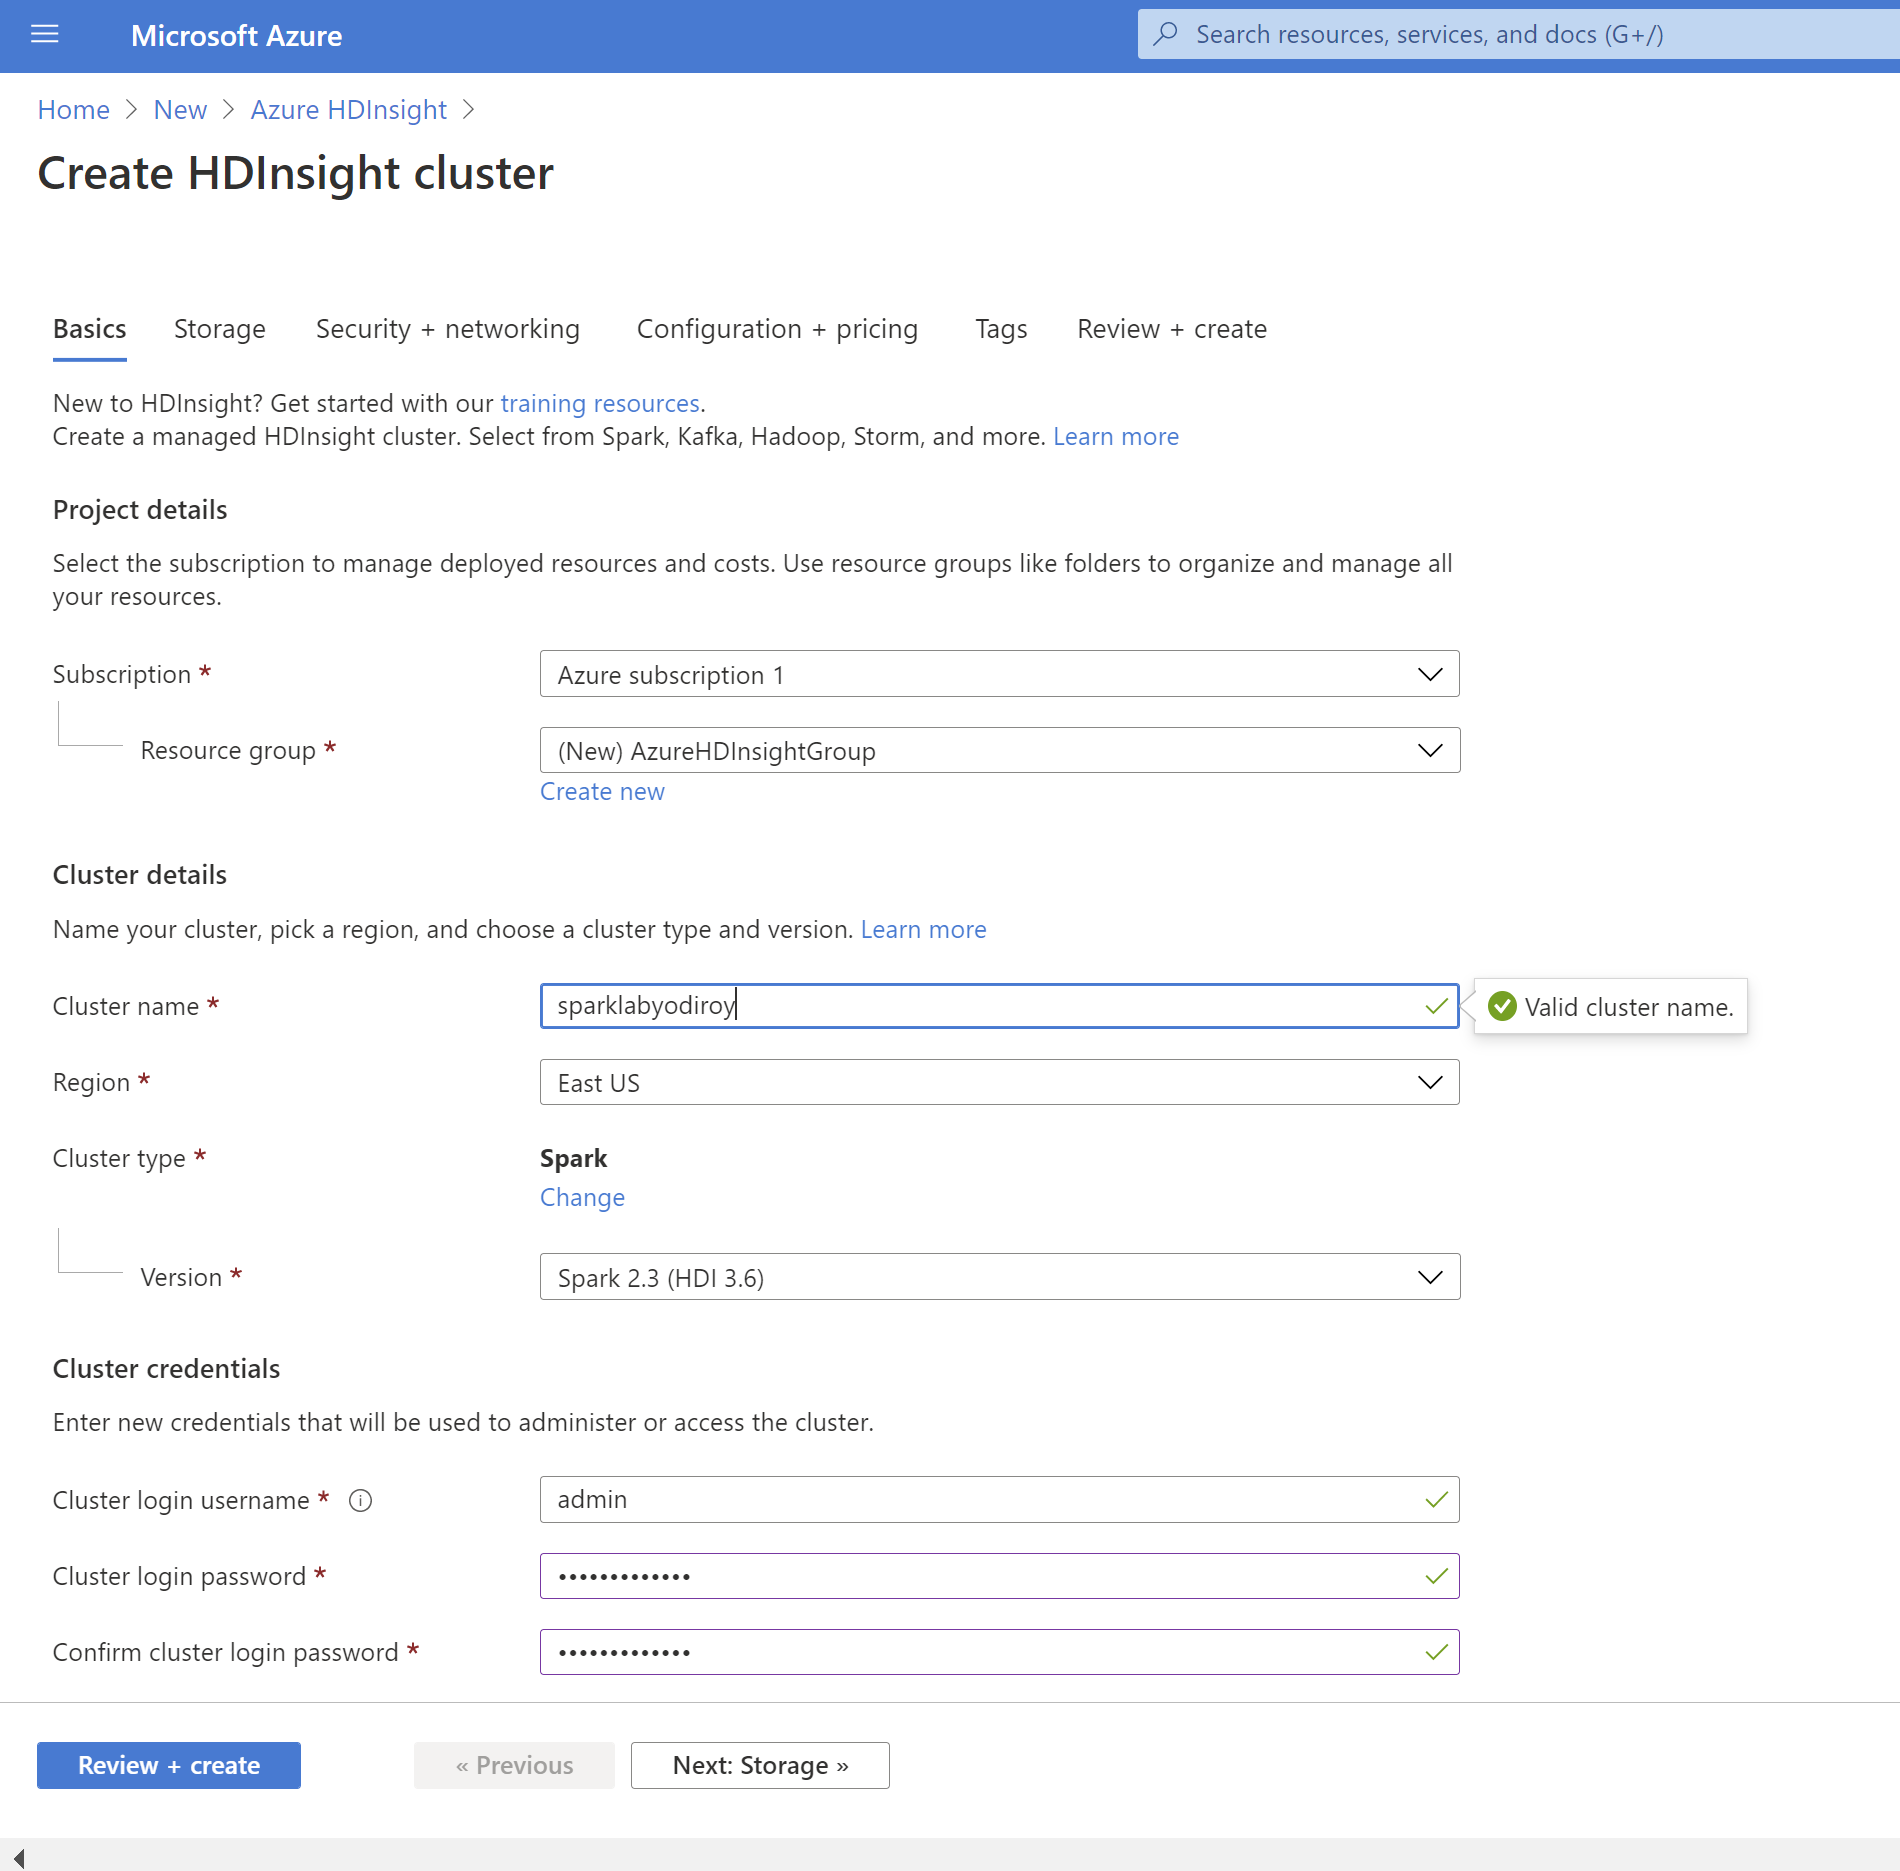 Microsoft Azure
Search resources, services, and docs (G+/)
Home > New > Azure HDInsight >
Create HDInsight cluster
Basics Storage Security + networking Configuration + pricing Tags Review + create
New to HDInsight? Get started with our training resources.
Create a managed HDInsight cluster. Select from Spark, Kafka, Hadoop, Storm, and more. Learn more
Project details
Select the subscription to manage deployed resources and costs. Use resource groups like folders to organize and manage all
your resources.
Subscription * Azure subscription 1
Resource group * (New) AzureHDInsightGroup
Create new
Cluster details
Name your cluster, pick a region, and choose a cluster type and version. Learn more
Cluster name * sparklabyodiroy Valid cluster name.
Region * East US
Cluster type * Spark
Change
Version * Spark 2.3 (HDI 3.6)
Cluster credentials
Enter new credentials that will be used to administer or access the cluster.
Cluster login username * admin
Cluster login password * •••••••••••••
Confirm cluster login password * •••••••••••••
Review + create « Previous Next: Storage »